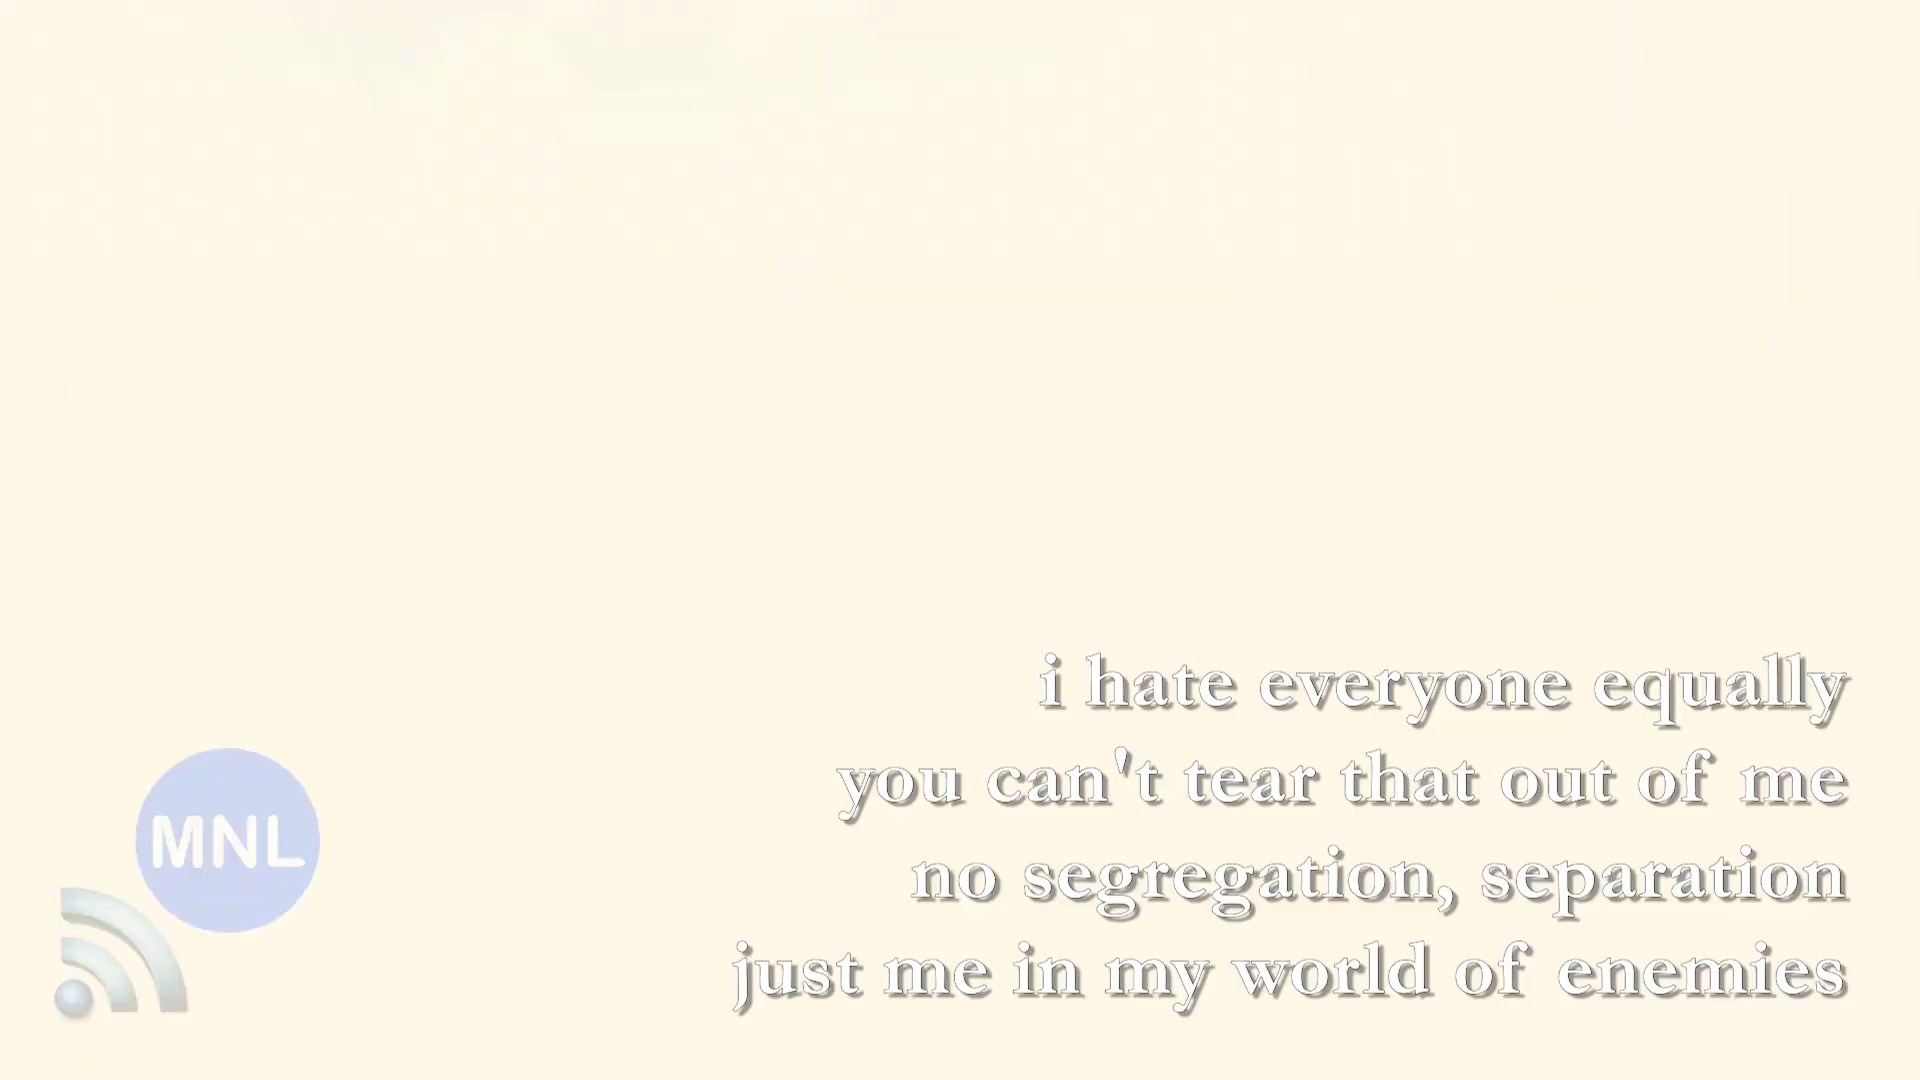 i hate everyone equally
you can't tear that out of me
no segregation, separation
just me in my world of enemies
MNL